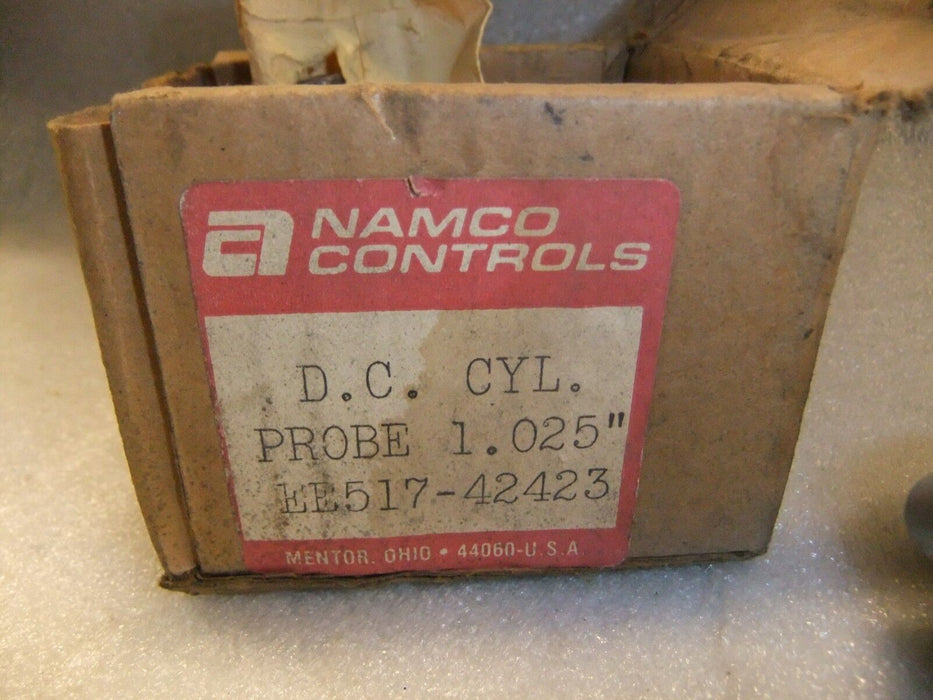 NAMCO
CONTROLS
D.C. CYL.
PROBE 1.025"
EE517-42423
MENTOR, OHIO • 44060-U.S.A